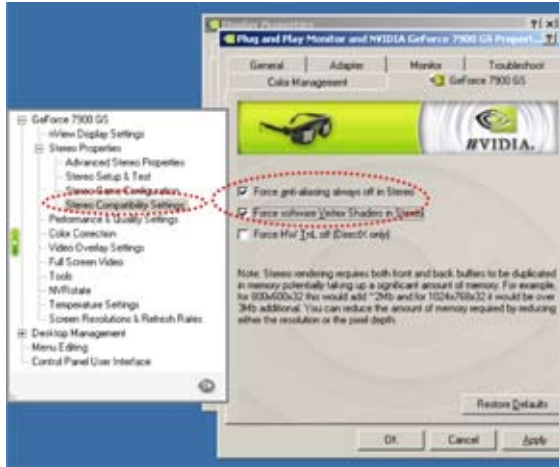 Display Properties
Plug and Play Monitor and NVIDIA GeForce 7900 GS Propert...
General
Adapter
Monitor
Troubleshoot
Color Management
GeForce 7900 GS
NVIDIA.
GeForce 7900 GS
nView Display Settings
Stereo Properties
Advanced Stereo Properties
Stereo Setup & Test
Stereo Game Configuration
Stereo Compatibility Settings
Performance & Quality Settings
Color Correction
Video Overlay Settings
Full Screen Video
Tools
NVRotate
Temperature Settings
Screen Resolutions & Refresh Rates
Desktop Management
Menu Editing
Control Panel User Interface
Force anti-aliasing always off in Stereo
Force software Vertex Shaders in Stereo
Force HW TnL off (DirectX only)
Note: Stereo rendering requires both front and back buffers to be duplicated
in memory potentially taking up a significant amount of memory. For example,
for 800x600x32 this would add ~2Mb and for 1024x768x32 it would be over
3Mb additional. You can reduce the amount of memory required by reducing
either the resolution or the pixel depth.
Restore Defaults
OK
Cancel
Apply